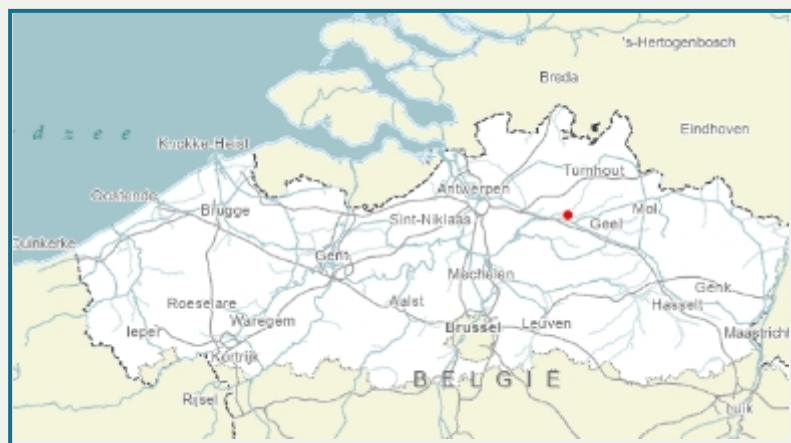 's-Hertogenbosch
Breda
d z e e
Eindhoven
Knokke-Heist
Turnhout
Antwerpen
Oostende
Mol
Brugge
Sint-Niklaas
Geel
Duinkerke
Gent
Mechelen
Genk
Roeselare
Aalst
Hasselt
Waregem
Brussel
Leuven
Ieper
Maastricht
Kortrijk
BELGIË
Rijsel
Luik